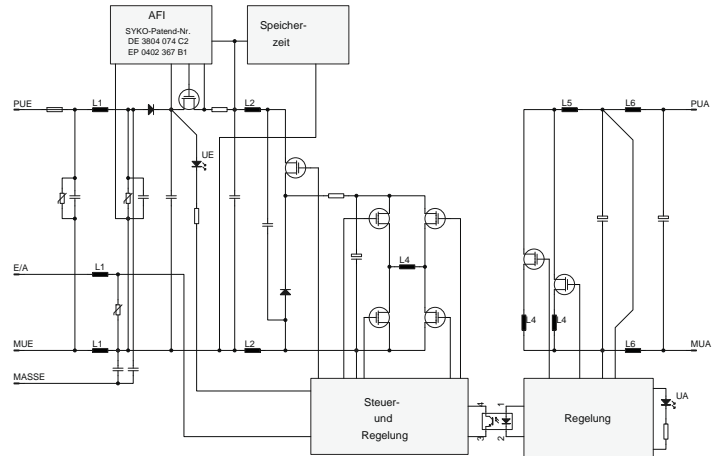 AFI
SYKO-Patend-Nr.
DE 3804 074 C2
EP 0402 367 B1
Speicher-
zeit
PUE
L1
L2
L5
L6
PUA
UE
E/A
L1
L4
L4
L4
MUE
L1
L2
L6
MUA
MASSE
Steuer-
und
Regelung
4
3
1
2
Regelung
UA